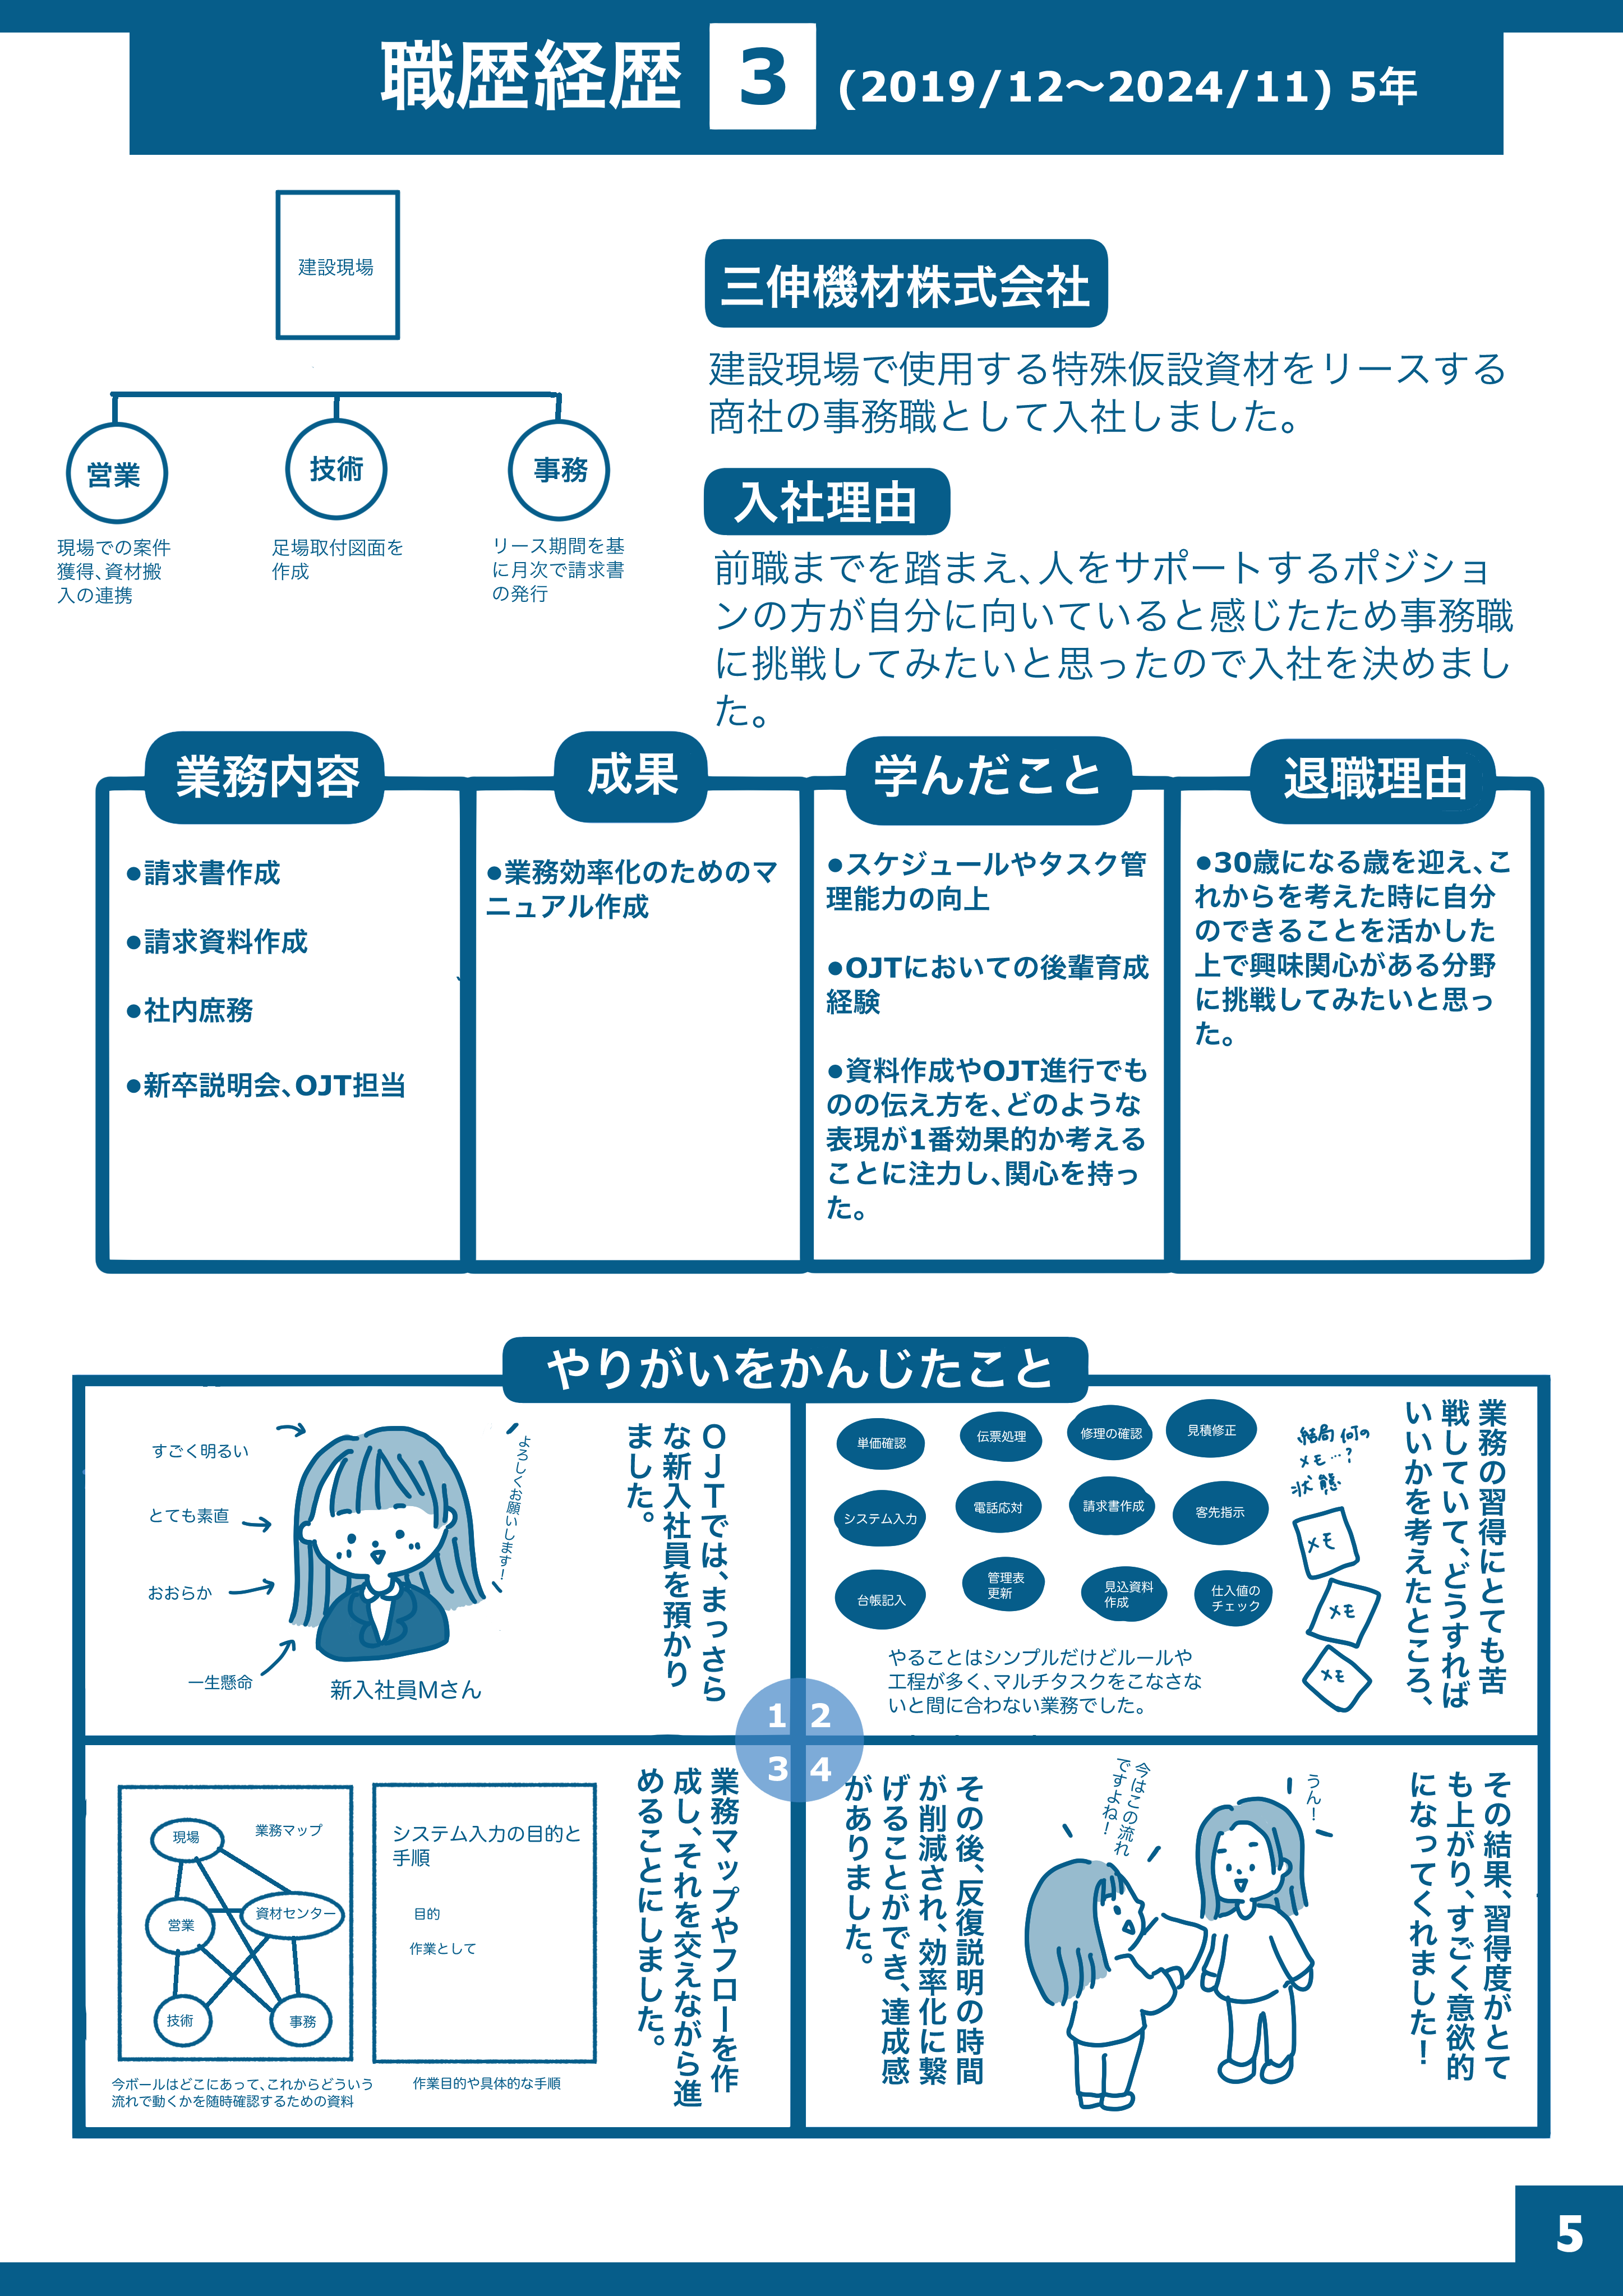 職歴経歴 3 (2019/12〜2024/11) 5年
建設現場
営業
技術
事務
現場での案件
獲得、資材搬
入の連携
足場取付図面を
作成
リース期間を基
に月次で請求書
の発行
三伸機材株式会社
建設現場で使用する特殊仮設資材をリースする
商社の事務職として入社しました。
入社理由
前職までを踏まえ、人をサポートするポジショ
ンの方が自分に向いていると感じたため事務職
に挑戦してみたいと思ったので入社を決めまし
た。
業務内容
●請求書作成
●請求資料作成
●社内庶務
●新卒説明会、OJT担当
成果
●業務効率化のためのマ
ニュアル作成
学んだこと
●スケジュールやタスク管
理能力の向上
●OJTにおいての後輩育成
経験
●資料作成やOJT進行でも
のの伝え方を、どのような
表現が1番効果的か考える
ことに注力し、関心を持っ
た。
退職理由
●30歳になる歳を迎え、こ
れからを考えた時に自分
のできることを活かした
上で興味関心がある分野
に挑戦してみたいと思っ
た。
やりがいをかんじたこと
1
OJTでは、まっさら
な新入社員を預かり
ました。
よろしくお願いします！
すごく明るい
とても素直
おおらか
一生懸命
新入社員Mさん
2
業務の習得にとても苦
戦していて、どうすれば
いいかを考えたところ、
結局何の
メモ…?
状態
メモ
メモ
メモ
単価確認
伝票処理
修理の確認
見積修正
システム入力
電話応対
請求書作成
客先指示
台帳記入
管理表
更新
見込資料
作成
仕入値の
チェック
やることはシンプルだけどルールや
工程が多く、マルチタスクをこなさな
いと間に合わない業務でした。
3
業務マップやフローを作
成し、それを交えながら進
めることにしました。
業務マップ
現場
営業
資材センター
技術
事務
今ボールはどこにあって、これからどういう
流れで動くかを随時確認するための資料
システム入力の目的と
手順
目的
作業として
作業目的や具体的な手順
4
その結果、習得度がとて
も上がり、すごく意欲的
になってくれました！
うん！
今はこの流れ
ですよね！
その後、反復説明の時間
が削減され、効率化に繋
げることができ、達成感
がありました。
5